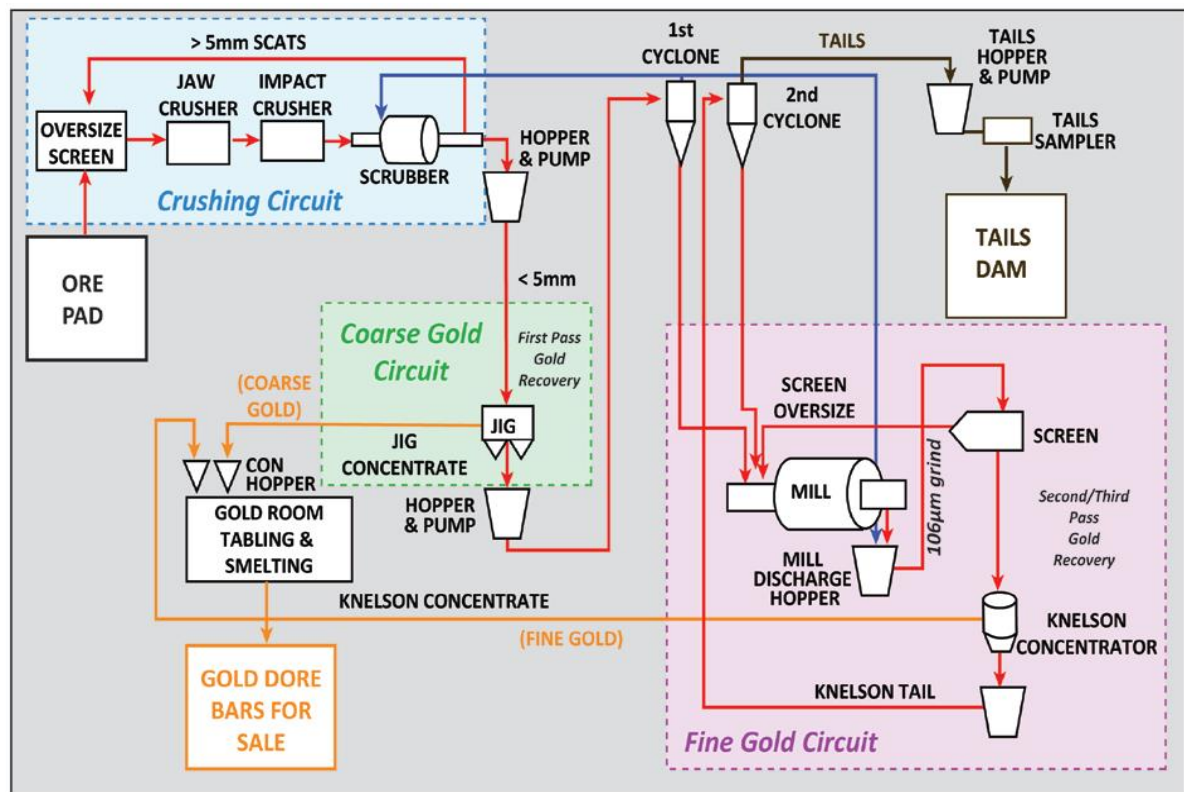 > 5mm SCATS
JAW
CRUSHER
IMPACT
CRUSHER
OVERSIZE
SCREEN
SCRUBBER
HOPPER
& PUMP
Crushing Circuit
ORE
PAD
< 5mm
1st
CYCLONE
2nd
CYCLONE
TAILS
TAILS
HOPPER
& PUMP
TAILS
SAMPLER
TAILS
DAM
Coarse Gold
Circuit
First Pass
Gold
Recovery
(COARSE
GOLD)
JIG
JIG
CONCENTRATE
CON
HOPPER
HOPPER
& PUMP
GOLD ROOM
TABLING &
SMELTING
KNELSON CONCENTRATE
(FINE GOLD)
GOLD DORE
BARS FOR
SALE
SCREEN
OVERSIZE
SCREEN
MILL
106µm grind
MILL
DISCHARGE
HOPPER
Second/Third
Pass
Gold
Recovery
KNELSON
CONCENTRATOR
KNELSON TAIL
Fine Gold Circuit